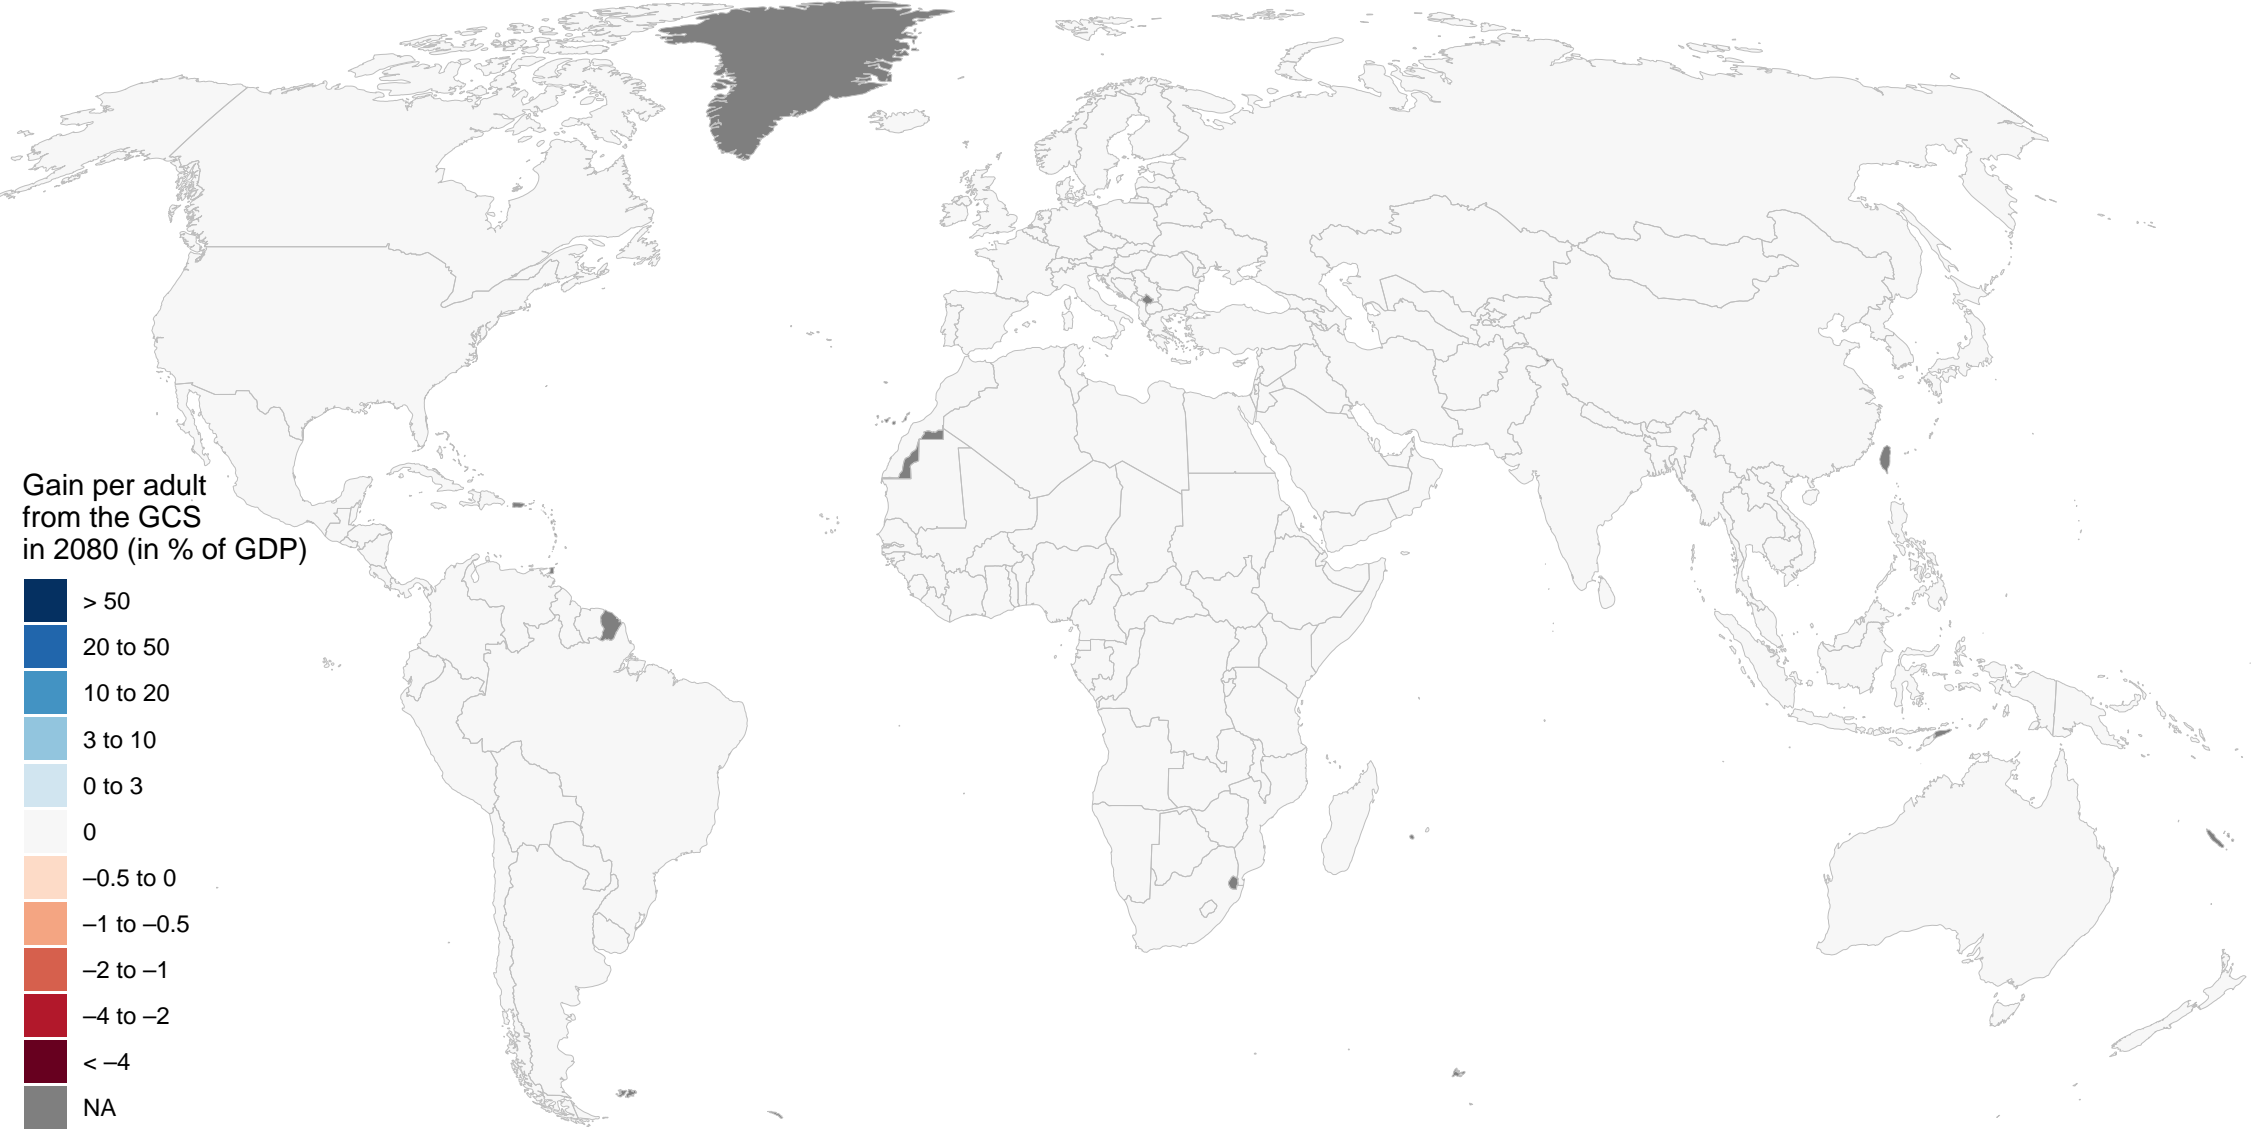 Gain per adult
from the GCS
in 2080 (in % of GDP)
> 50
20 to 50
10 to 20
3 to 10
0 to 3
0
–0.5 to 0
–1 to –0.5
–2 to –1
–4 to –2
< –4
NA